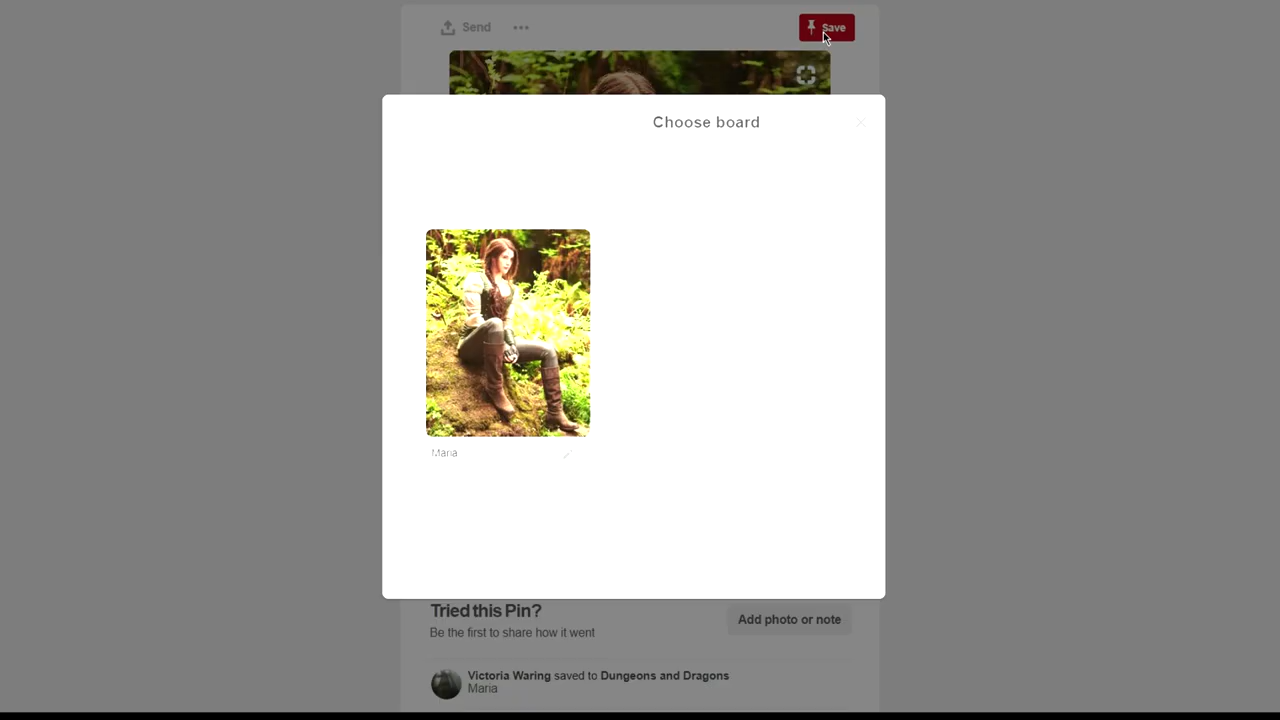 Send
Save
Choose board
Maria
Tried this Pin?
Be the first to share how it went
Add photo or note
Victoria Waring saved to Dungeons and Dragons
Maria